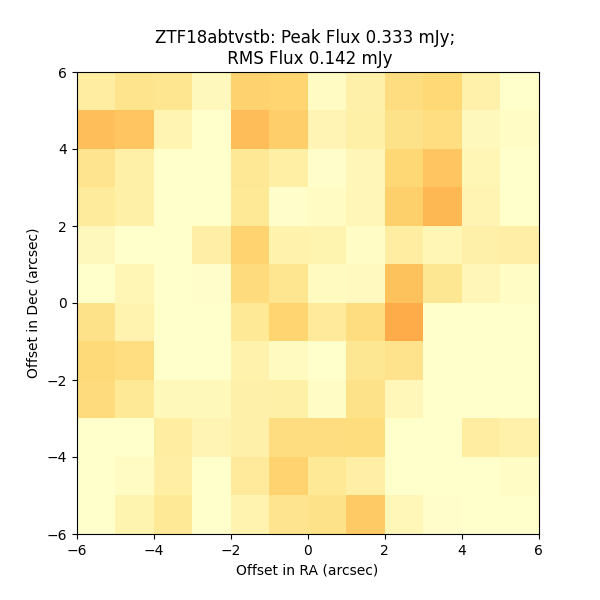 ZTF18abtvstb: Peak Flux 0.333 mJy;
RMS Flux 0.142 mJy
6
4
2
0
−2
−4
−6
Offset in Dec (arcsec)
−6 −4 −2 0 2 4 6
Offset in RA (arcsec)